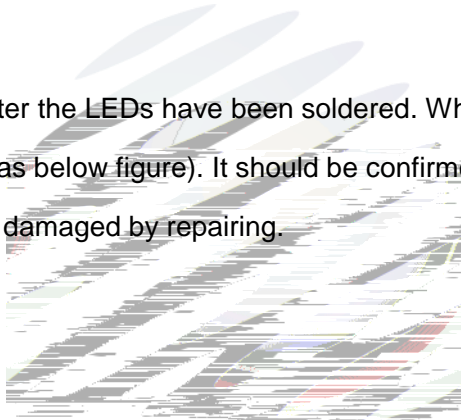 ter the LEDs have been soldered. Wh
as below figure). It should be confirme
damaged by repairing.